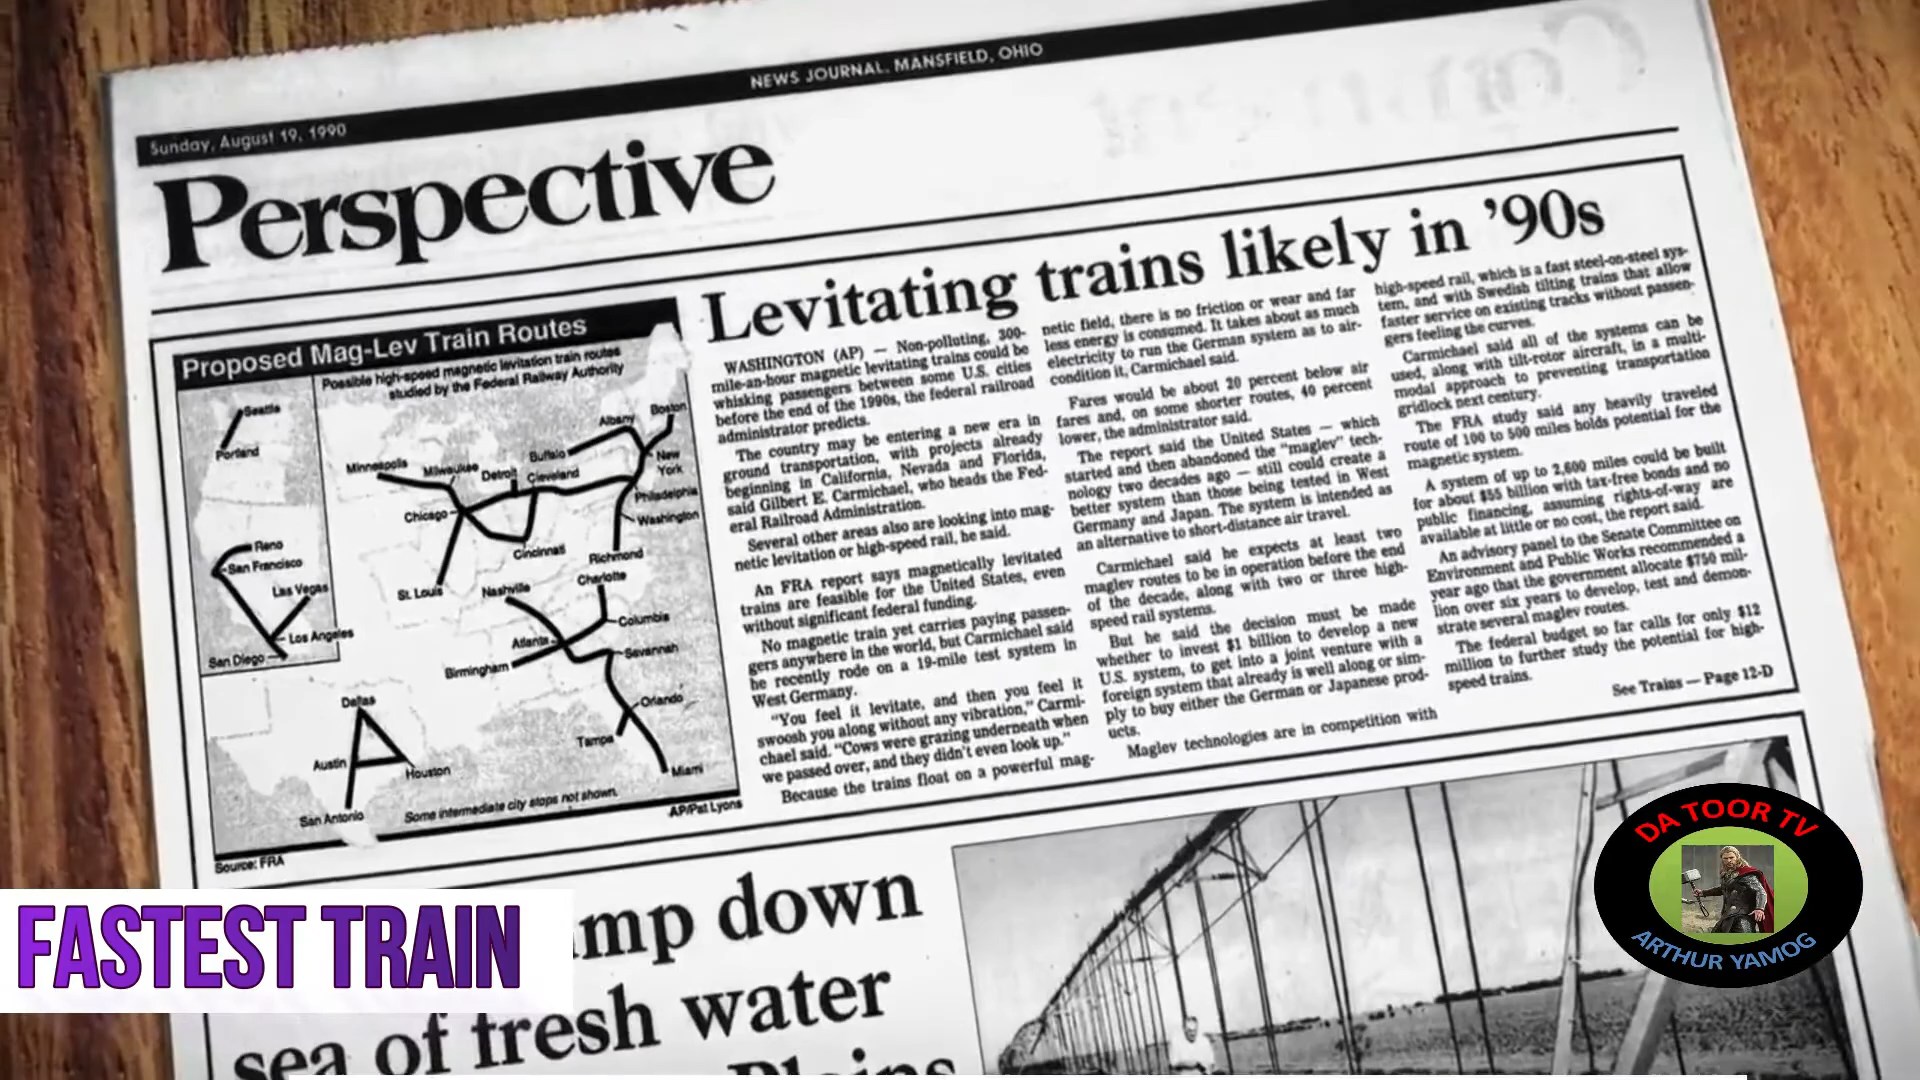 NEWS JOURNAL, MANSFIELD, OHIO
Sunday, August 19, 1990
Perspective
Levitating trains likely in ’90s
Proposed Mag-Lev Train Routes
Possible high-speed magnetic levitation train routes
studied by the Federal Railway Authority
Seattle
Portland
Reno
San Francisco
Las Vegas
Los Angeles
San Diego
Minneapolis
Milwaukee
Detroit
Cleveland
Buffalo
Albany
Boston
New
York
Philadelphia
Washington
Chicago
Cincinnati
Richmond
St. Louis
Nashville
Charlotte
Columbia
Atlanta
Savannah
Birmingham
Orlando
Tampa
Miami
Dallas
Austin
Houston
San Antonio
Some intermediate city stops not shown.
AP/Pat Lyons
Source: FRA
WASHINGTON (AP) — Non-polluting, 300-
mile-an-hour magnetic levitating trains could be
whisking passengers between some U.S. cities
before the end of the 1990s, the federal railroad
administrator predicts.
The country may be entering a new era in
ground transportation, with projects already
beginning in California, Nevada and Florida,
said Gilbert E. Carmichael, who heads the Fed-
eral Railroad Administration.
Several other areas also are looking into mag-
netic levitation or high-speed rail, he said.
An FRA report says magnetically levitated
trains are feasible for the United States, even
without significant federal funding.
No magnetic train yet carries paying passen-
gers anywhere in the world, but Carmichael said
he recently rode on a 19-mile test system in
West Germany.
“You feel it levitate, and then you feel it
swoosh you along without any vibration,” Carmi-
chael said. “Cows were grazing underneath when
we passed over, and they didn’t even look up.”
Because the trains float on a powerful mag-
netic field, there is no friction or wear and far
less energy is consumed. It takes about as much
electricity to run the German system as to air-
condition it, Carmichael said.
Fares would be about 20 percent below air
fares and, on some shorter routes, 40 percent
lower, the administrator said.
The report said the United States — which
started and then abandoned the “maglev” tech-
nology two decades ago — still could create a
better system than those being tested in West
Germany and Japan. The system is intended as
an alternative to short-distance air travel.
Carmichael said he expects at least two
maglev routes to be in operation before the end
of the decade, along with two or three high-
speed rail systems.
But he said the decision must be made
whether to invest $1 billion to develop a new
U.S. system, to get into a joint venture with a
foreign system that already is well along or sim-
ply to buy either the German or Japanese prod-
ucts.
Maglev technologies are in competition with
high-speed rail, which is a fast steel-on-steel sys-
tem, and with Swedish tilting trains that allow
faster service on existing tracks without passen-
gers feeling the curves.
Carmichael said all of the systems can be
used, along with tilt-rotor aircraft, in a multi-
modal approach to preventing transportation
gridlock next century.
The FRA study said any heavily traveled
route of 100 to 500 miles holds potential for the
magnetic system.
A system of up to 2,600 miles could be built
for about $55 billion with tax-free bonds and no
public financing, assuming rights-of-way are
available at little or no cost, the report said.
An advisory panel to the Senate Committee on
Environment and Public Works recommended a
year ago that the government allocate $750 mil-
lion over six years to develop, test and demon-
strate several maglev routes.
The federal budget so far calls for only $12
million to further study the potential for high-
speed trains.
See Trains — Page 12-D
mp down
sea of fresh water
Plains
FASTEST TRAIN
DA TOOR TV
ARTHUR YAMOG